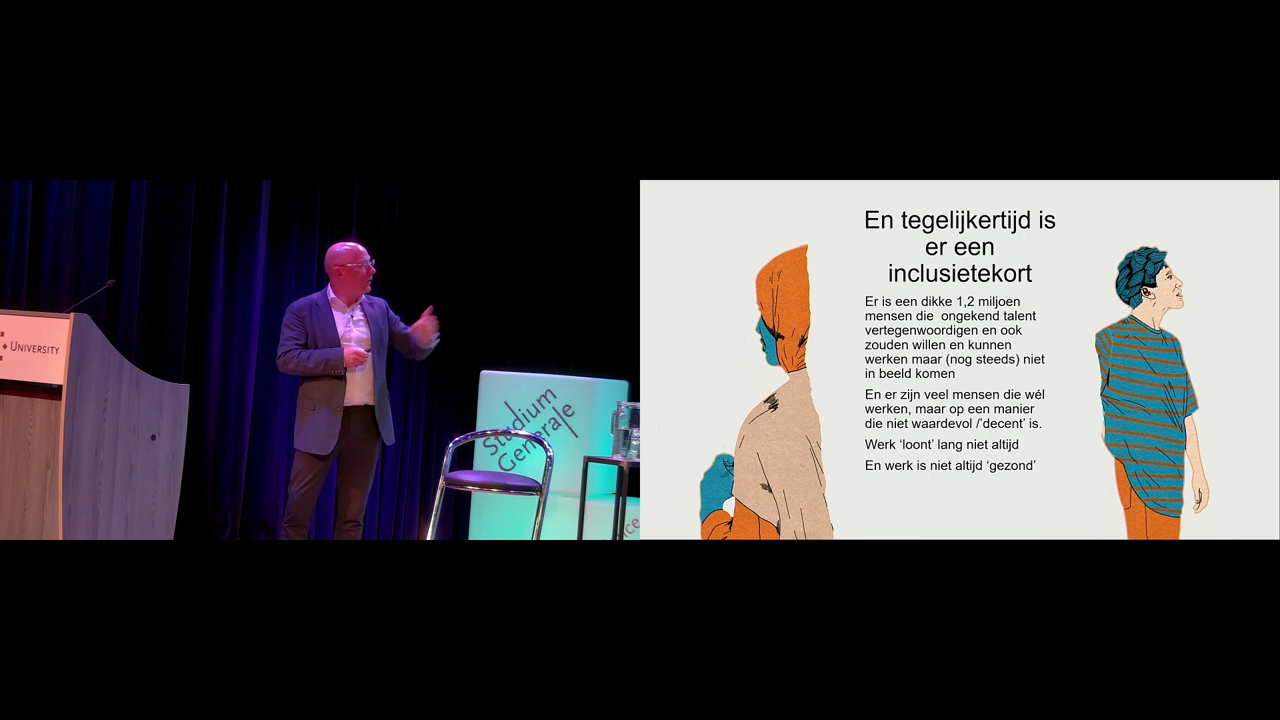 UNIVERSITY
Studium
Generale
En tegelijkertijd is
er een
inclusietekort
Er is een dikke 1,2 miljoen
mensen die ongekend talent
vertegenwoordigen en ook
zouden willen en kunnen
werken maar (nog steeds) niet
in beeld komen
En er zijn veel mensen die wél
werken, maar op een manier
die niet waardevol /'decent' is.
Werk ‘loont’ lang niet altijd
En werk is niet altijd ‘gezond’